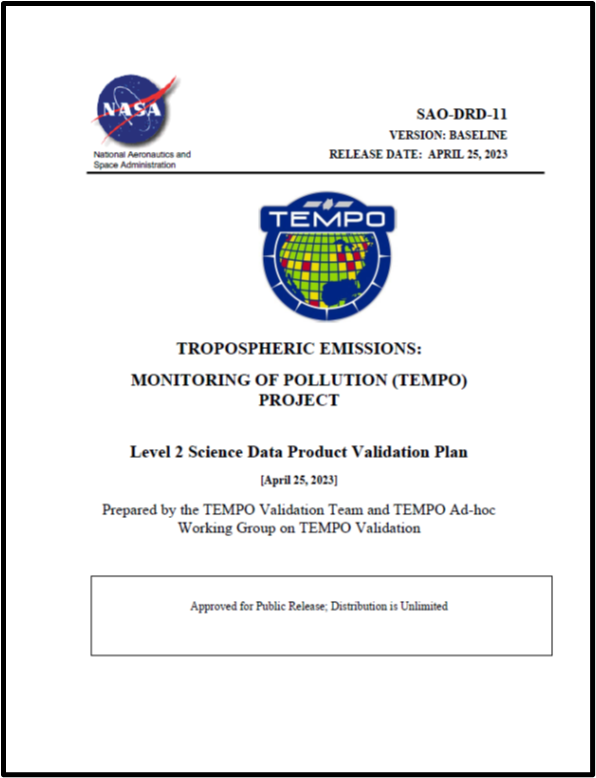 NASA
National Aeronautics and
Space Administration
SAO-DRD-11
VERSION: BASELINE
RELEASE DATE:  APRIL 25, 2023
TEMPO
TROPOSPHERIC EMISSIONS:
MONITORING OF POLLUTION (TEMPO)
PROJECT
Level 2 Science Data Product Validation Plan
[April 25, 2023]
Prepared by the TEMPO Validation Team and TEMPO Ad-hoc
Working Group on TEMPO Validation
Approved for Public Release; Distribution is Unlimited